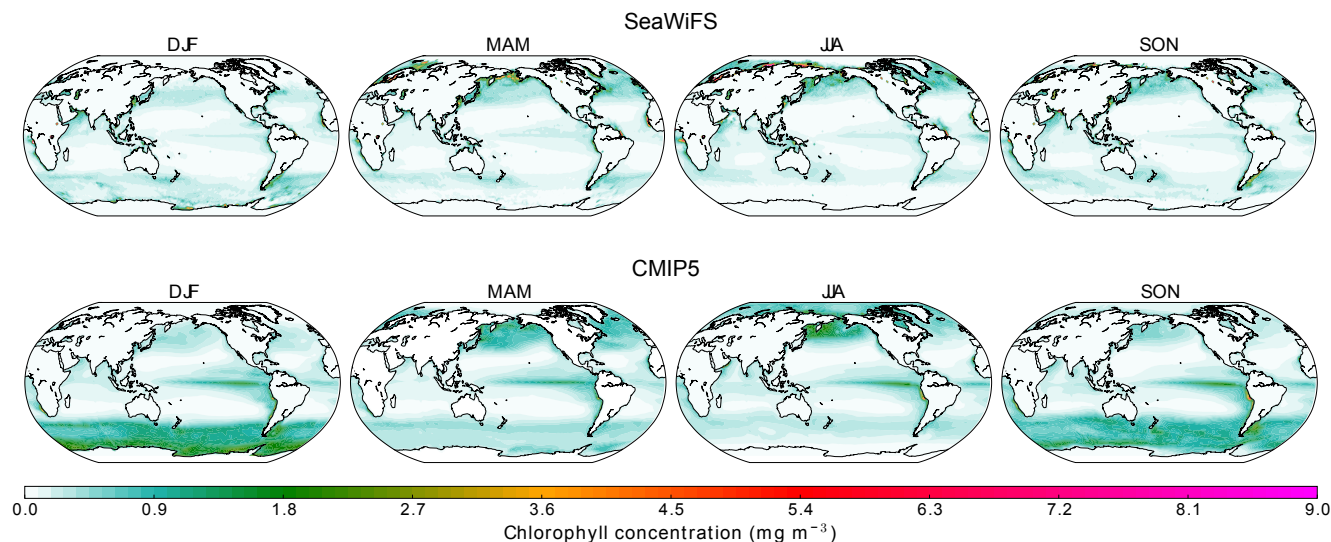 SeaWiFS
DJF MAM JJA SON
CMIP5
DJF MAM JJA SON
0.0 0.9 1.8 2.7 3.6 4.5 5.4 6.3 7.2 8.1 9.0
Chlorophyll concentration (mg m⁻³)